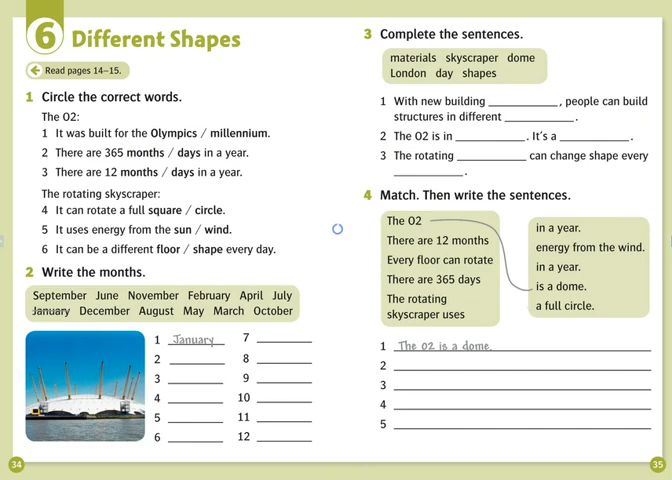 6 Different Shapes
Read pages 14–15.
1 Circle the correct words.
The O2:
1 It was built for the Olympics / millennium.
2 There are 365 months / days in a year.
3 There are 12 months / days in a year.
The rotating skyscraper:
4 It can rotate a full square / circle.
5 It uses energy from the sun / wind.
6 It can be a different floor / shape every day.
2 Write the months.
September June November February April July
January December August May March October
1 January
2
3
4
5
6
7
8
9
10
11
12
34
3 Complete the sentences.
materials skyscraper dome
London day shapes
1 With new building ____________, people can build
structures in different ____________.
2 The O2 is in ____________. It's a ____________.
3 The rotating ____________ can change shape every
____________.
4 Match. Then write the sentences.
The O2
There are 12 months
Every floor can rotate
There are 365 days
The rotating
skyscraper uses
in a year.
energy from the wind.
in a year.
is a dome.
a full circle.
1 The O2 is a dome.
2
3
4
5
35